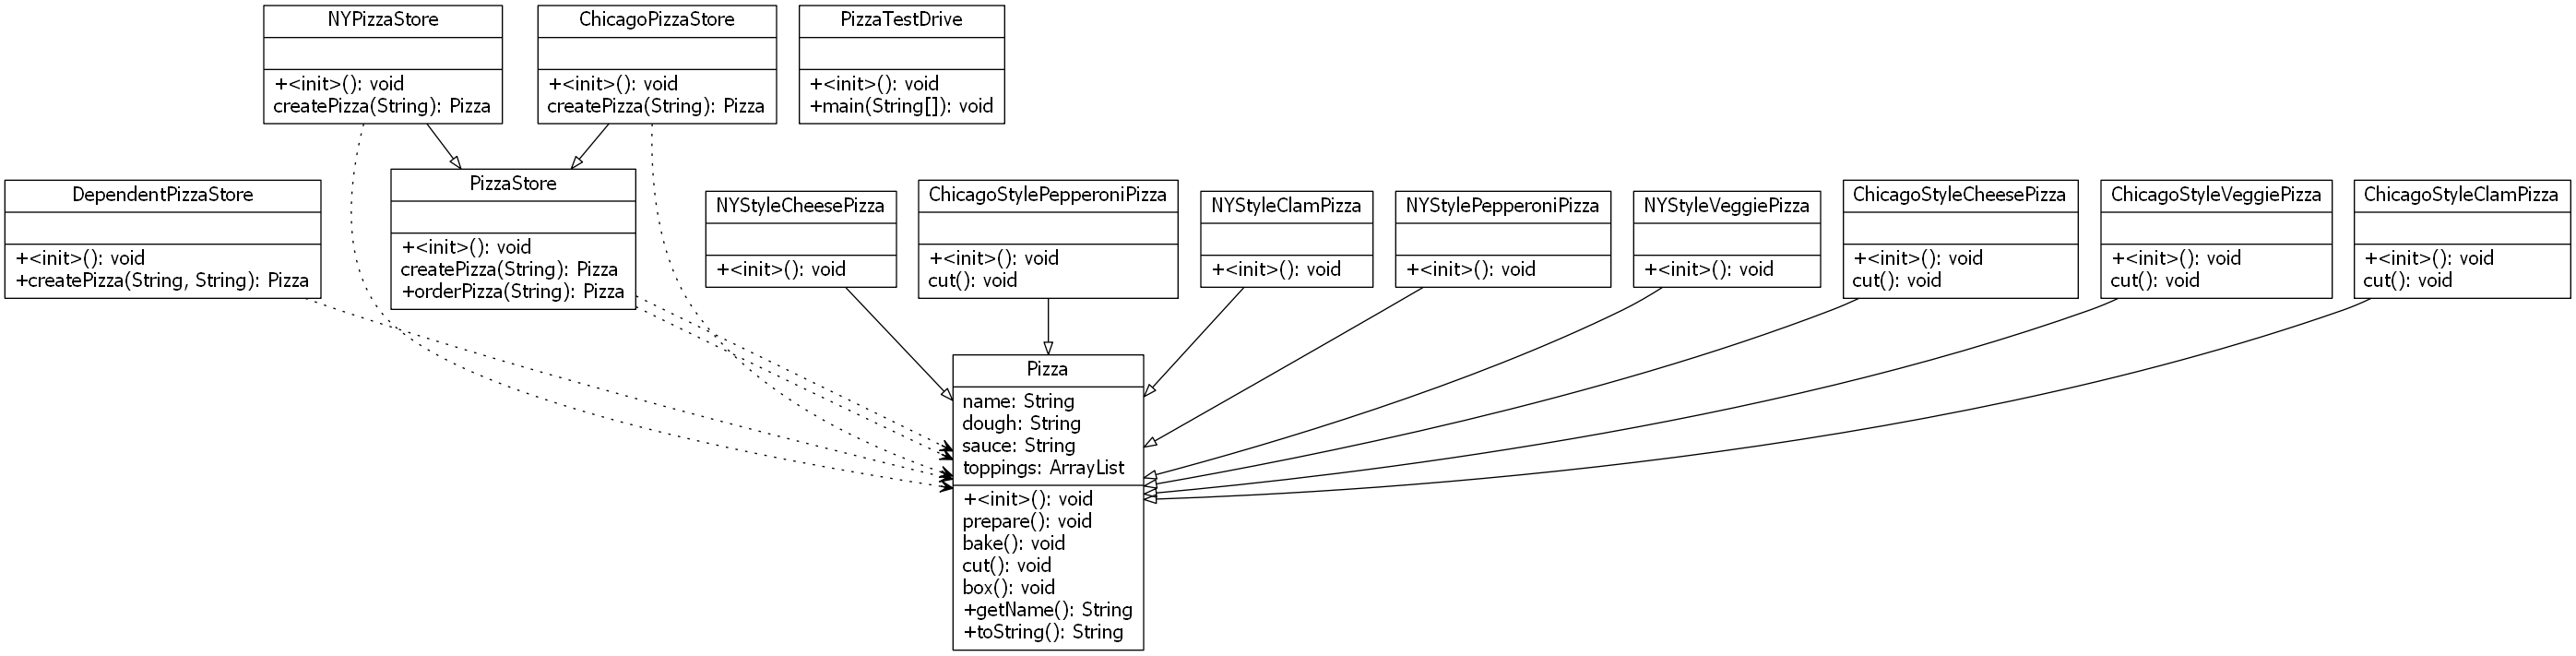 NYPizzaStore
+<init>(): void
createPizza(String): Pizza
ChicagoPizzaStore
+<init>(): void
createPizza(String): Pizza
PizzaTestDrive
+<init>(): void
+main(String[]): void
DependentPizzaStore
+<init>(): void
+createPizza(String, String): Pizza
PizzaStore
+<init>(): void
createPizza(String): Pizza
+orderPizza(String): Pizza
NYStyleCheesePizza
+<init>(): void
ChicagoStylePepperoniPizza
+<init>(): void
cut(): void
NYStyleClamPizza
+<init>(): void
NYStylePepperoniPizza
+<init>(): void
NYStyleVeggiePizza
+<init>(): void
ChicagoStyleCheesePizza
+<init>(): void
cut(): void
ChicagoStyleVeggiePizza
+<init>(): void
cut(): void
ChicagoStyleClamPizza
+<init>(): void
cut(): void
Pizza
name: String
dough: String
sauce: String
toppings: ArrayList
+<init>(): void
prepare(): void
bake(): void
cut(): void
box(): void
+getName(): String
+toString(): String